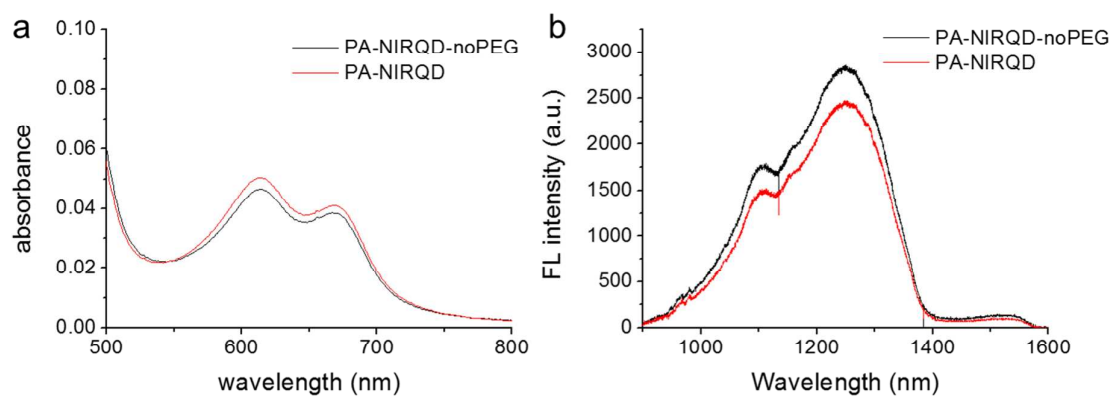 a
0.10
0.08
0.06
0.04
0.02
0.00
absorbance
500
600
700
800
wavelength (nm)
PA-NIRQD-noPEG
PA-NIRQD
b
3000
2500
2000
1500
1000
500
0
FL intensity (a.u.)
1000
1200
1400
1600
Wavelength (nm)
PA-NIRQD-noPEG
PA-NIRQD